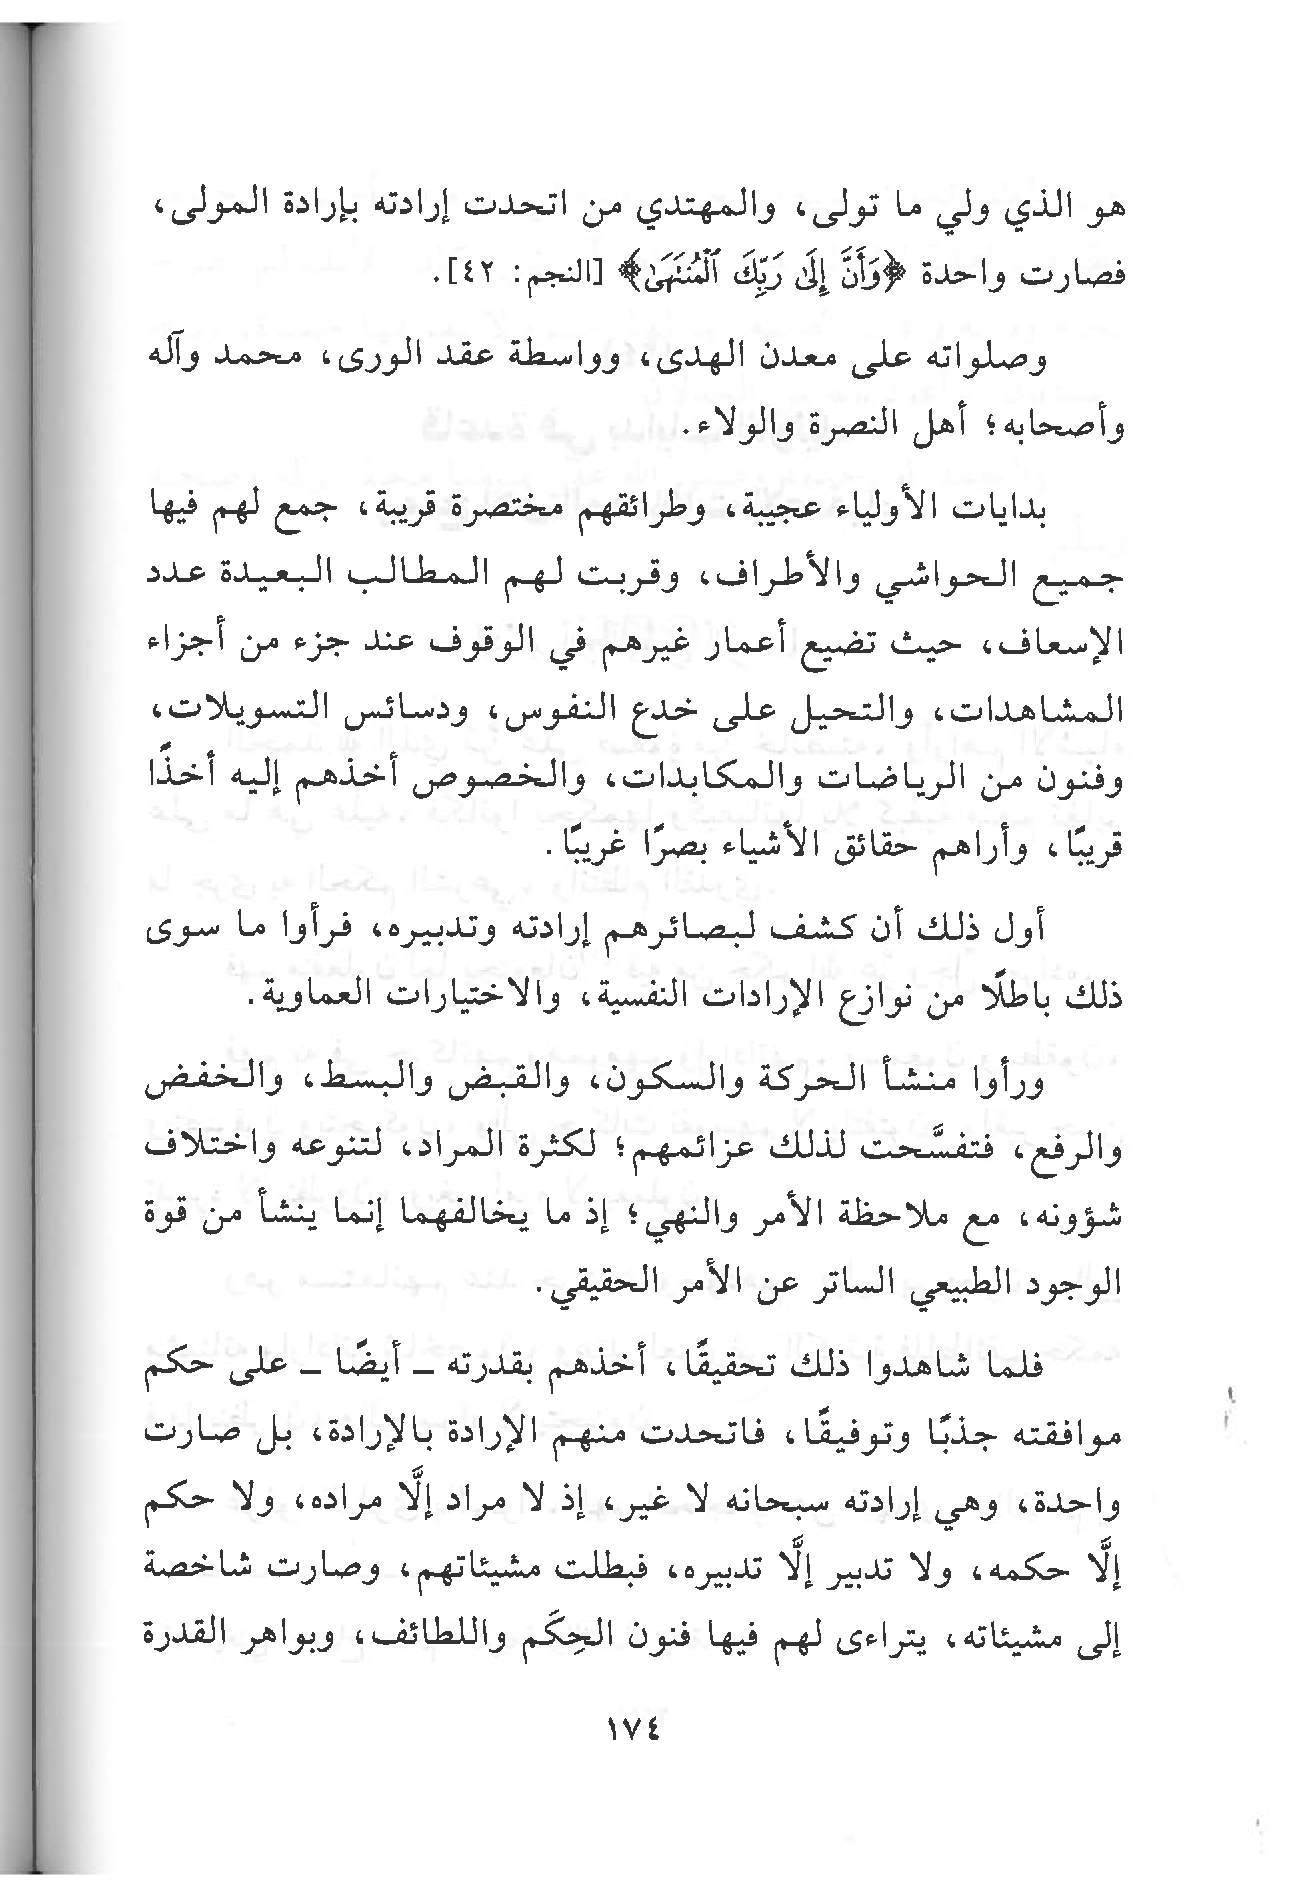 هو الذي ولي ما تولى، والمهتدي من اتحدت إرادته بإرادة المولى،
فصارت واحدة ﴿وَأَنَّ إِلَىٰ رَبِّكَ ٱلْمُنتَهَىٰ﴾ [النجم: ٤٢].
وصلواته على معدن الهدى، وواسطة عقد الورى، محمد وآله
وأصحابه؛ أهل النصرة والولاء.
بدايات الأولياء عجيبة، وطرائقهم مختصرة قريبة، جمع لهم فيها
جميع الحواشي والأطراف، وقربت لهم المطالب البعيدة عدد
الإسعاف، حيث تضيع أعمار غيرهم في الوقوف عند جزء من أجزاء
المشاهدات، والتحيل على خدع النفوس، ودسائس التسويلات،
وفنون من الرياضات والمكابدات، والخصوص أخذهم إليه أخذًا
قريبًا، وأراهم حقائق الأشياء بصرًا غريبًا.
أول ذلك أن كشف لبصائرهم إرادته وتدبيره، فرأوا ما سوى
ذلك باطلًا من نوازع الإرادات النفسية، والاختيارات العماوية.
ورأوا منشأ الحركة والسكون، والقبض والبسط، والخفض
والرفع، فتفسَّحت لذلك عزائمهم؛ لكثرة المراد، لتنوعه واختلاف
شؤونه، مع ملاحظة الأمر والنهي؛ إذ ما يخالفهما إنما ينشأ من قوة
الوجود الطبيعي الساتر عن الأمر الحقيقي.
فلما شاهدوا ذلك تحقيقًا، أخذهم بقدرته ـ أيضًا ـ على حكم
موافقته جذبًا وتوفيقًا، فاتحدت منهم الإرادة بالإرادة، بل صارت
واحدة، وهي إرادته سبحانه لا غير، إذ لا مراد إلَّا مراده، ولا حكم
إلَّا حكمه، ولا تدبير إلَّا تدبيره، فبطلت مشيئاتهم، وصارت شاخصة
إلى مشيئاته، يتراءى لهم فيها فنون الحِكَم واللطائف، وبواهر القدرة
١٧٤